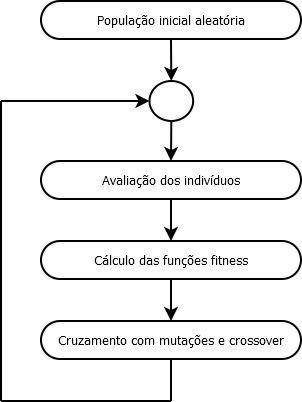 População inicial aleatória
Avaliação dos indivíduos
Cálculo das funções fitness
Cruzamento com mutações e crossover